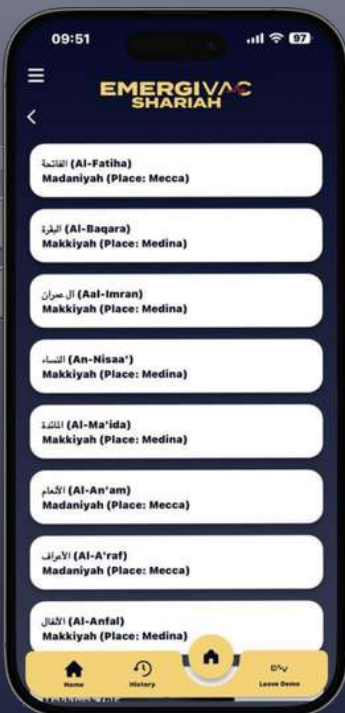 09:51
97
EMERGIVAC
SHARIAH
الفاتحة (Al-Fatiha)
Madaniyah (Place: Mecca)
البقرة (Al-Baqara)
Makkiyah (Place: Medina)
آل عمران (Aal-Imran)
Makkiyah (Place: Medina)
النساء (An-Nisaa')
Makkiyah (Place: Medina)
المائدة (Al-Ma'ida)
Makkiyah (Place: Medina)
الأنعام (Al-An'am)
Madaniyah (Place: Mecca)
الأعراف (Al-A'raf)
Madaniyah (Place: Mecca)
الأنفال (Al-Anfal)
Makkiyah (Place: Medina)
Home History Leave Demo